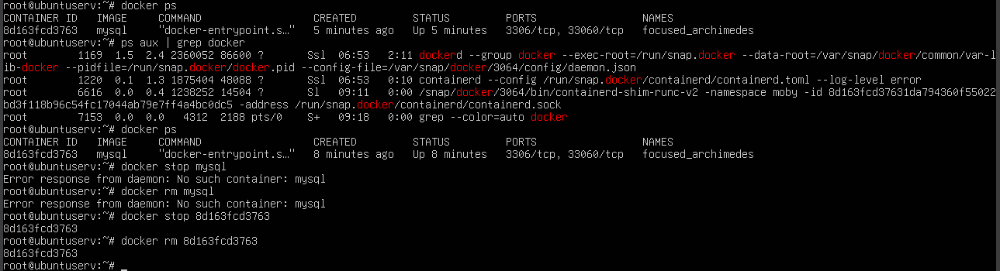 root@ubuntuserv:~# docker ps
CONTAINER ID   IMAGE     COMMAND                  CREATED         STATUS         PORTS                 NAMES
8d163fcd3763   mysql     "docker-entrypoint.s…"   5 minutes ago   Up 5 minutes   3306/tcp, 33060/tcp   focused_archimedes
root@ubuntuserv:~# ps aux | grep docker
root        1169  1.5  2.4 2360052 86600 ?       Ssl  06:53   2:11 dockerd --group docker --exec-root=/run/snap.docker --data-root=/var/snap/docker/common/var-l
ib-docker --pidfile=/run/snap.docker/docker.pid --config-file=/var/snap/docker/3064/config/daemon.json
root        1220  0.1  1.3 1875404 48088 ?       Ssl  06:53   0:10 containerd --config /run/snap.docker/containerd/containerd.toml --log-level error
root        6616  0.0  0.4 1238252 14504 ?       Sl   09:11   0:00 /snap/docker/3064/bin/containerd-shim-runc-v2 -namespace moby -id 8d163fcd37631da794360f55022
bd3f118b96c54fc17044ab79e7ff4a4bc0dc5 -address /run/snap.docker/containerd/containerd.sock
root        7153  0.0  0.0   4312  2188 pts/0    S+   09:18   0:00 grep --color=auto docker
root@ubuntuserv:~# docker ps
CONTAINER ID   IMAGE     COMMAND                  CREATED         STATUS         PORTS                 NAMES
8d163fcd3763   mysql     "docker-entrypoint.s…"   8 minutes ago   Up 8 minutes   3306/tcp, 33060/tcp   focused_archimedes
root@ubuntuserv:~# docker stop mysql
Error response from daemon: No such container: mysql
root@ubuntuserv:~# docker rm mysql
Error response from daemon: No such container: mysql
root@ubuntuserv:~# docker stop 8d163fcd3763
8d163fcd3763
root@ubuntuserv:~# docker rm 8d163fcd3763
8d163fcd3763
root@ubuntuserv:~# _